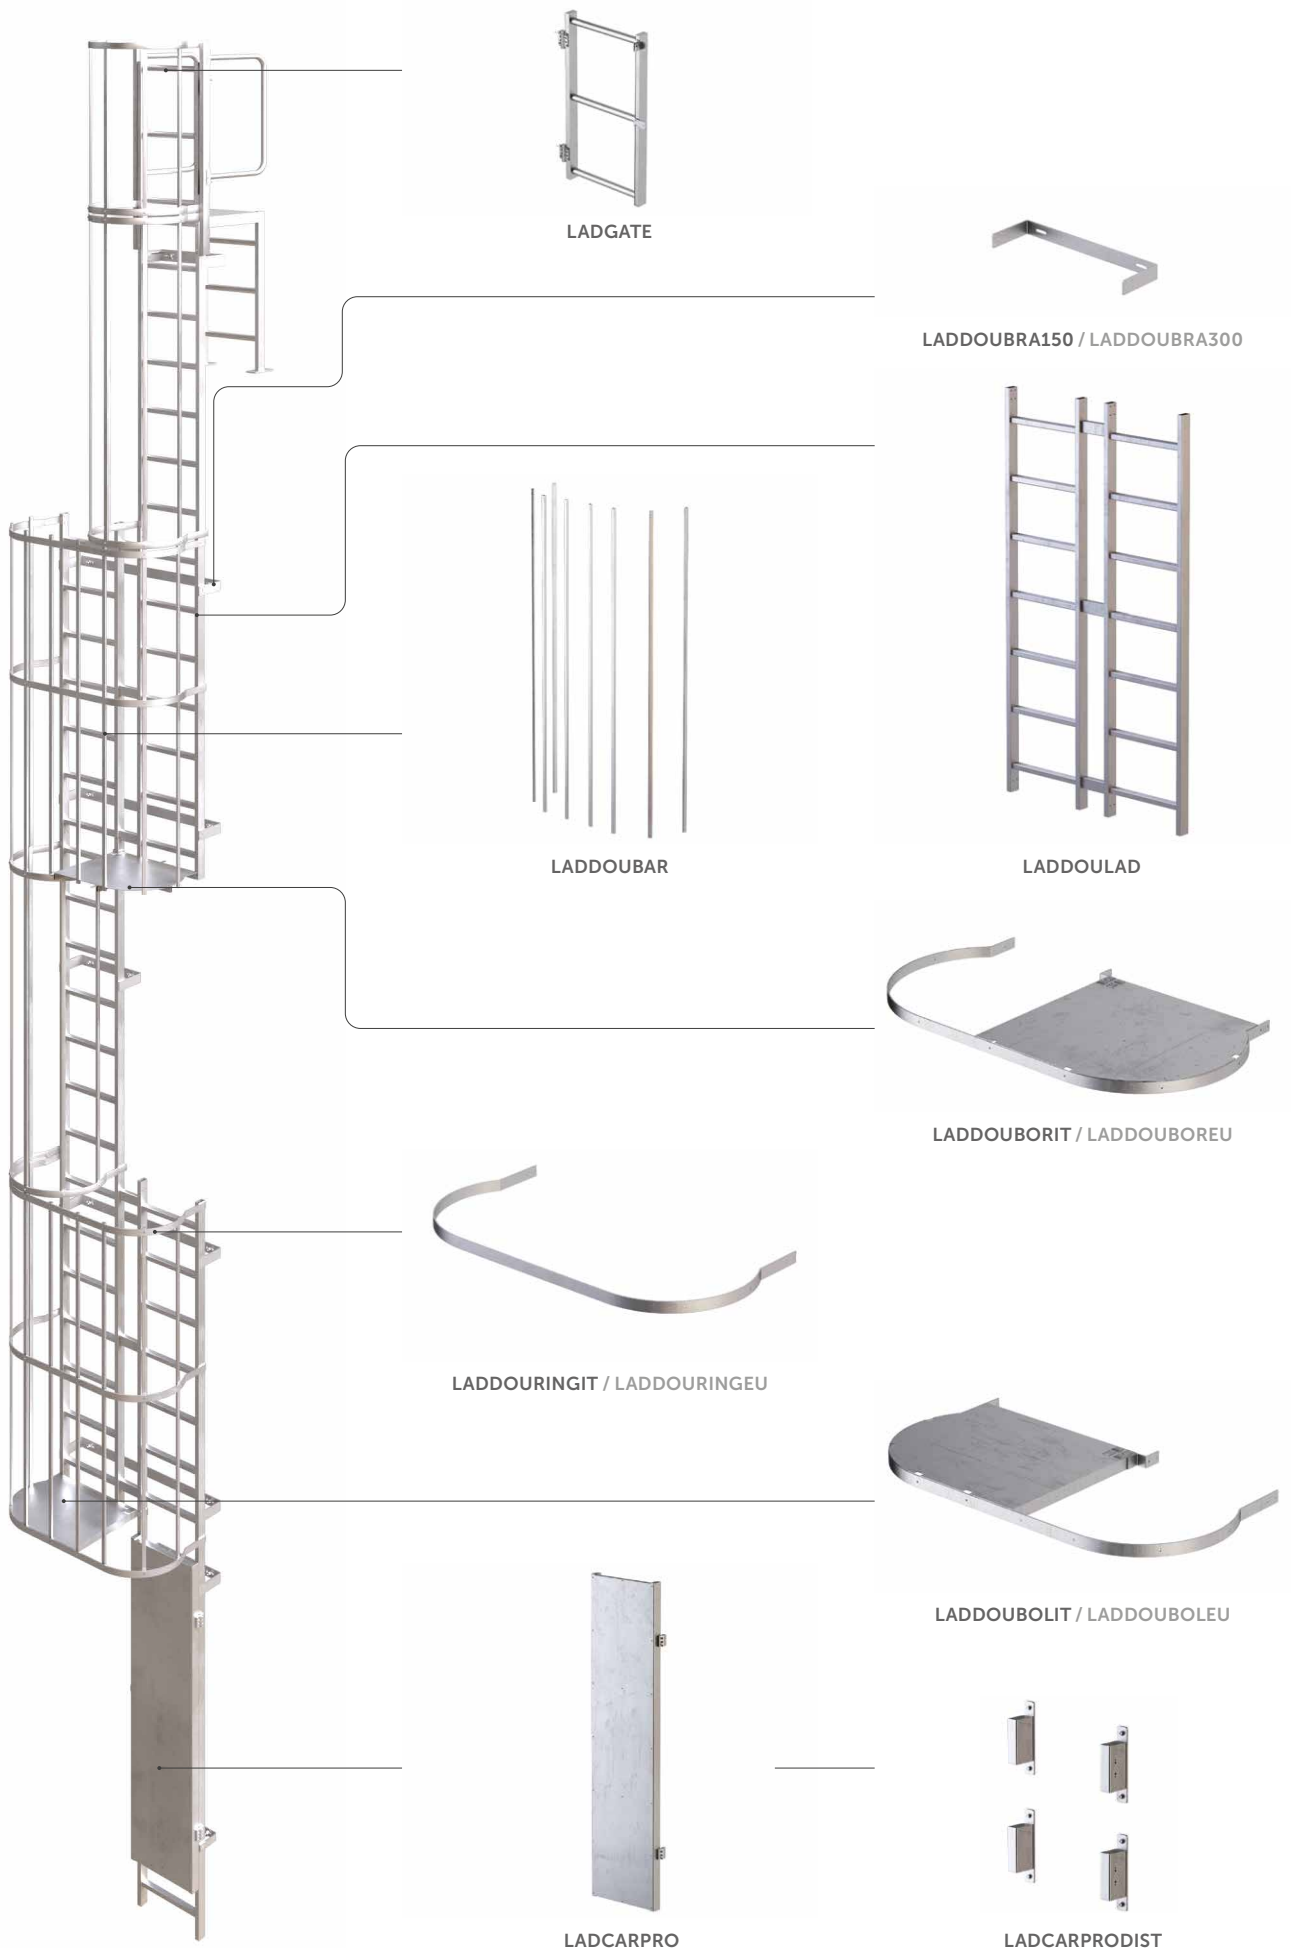 LADGATE
LADDOUBRA150 / LADDOUBRA300
LADDOUBAR
LADDOULAD
LADDOUBORIT / LADDOUBOREU
LADDOURINGIT / LADDOURINGEU
LADDOUBOLIT / LADDOUBOLEU
LADCARPRO
LADCARPRODIST